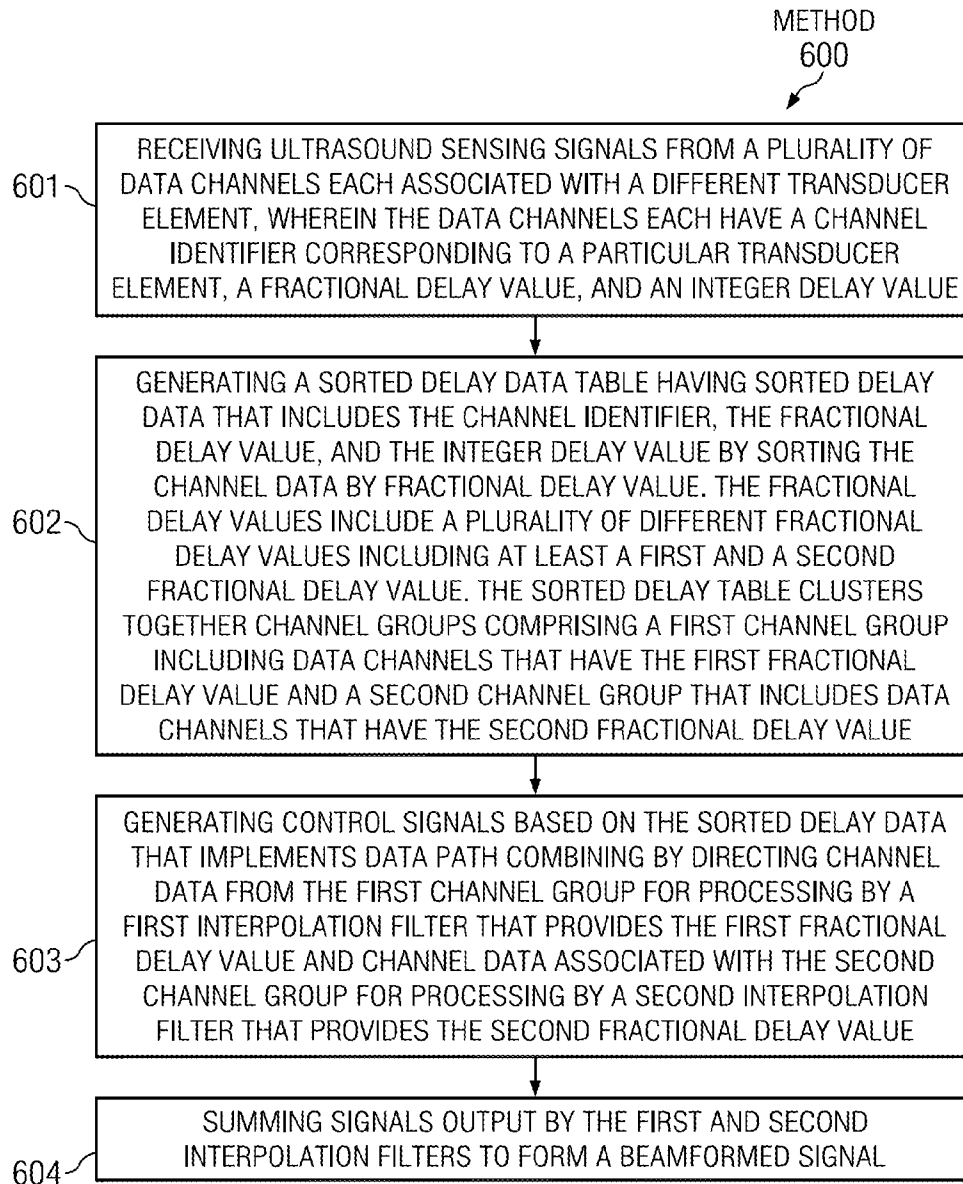 METHOD
600
601
RECEIVING ULTRASOUND SENSING SIGNALS FROM A PLURALITY OF
DATA CHANNELS EACH ASSOCIATED WITH A DIFFERENT TRANSDUCER
ELEMENT, WHEREIN THE DATA CHANNELS EACH HAVE A CHANNEL
IDENTIFIER CORRESPONDING TO A PARTICULAR TRANSDUCER
ELEMENT, A FRACTIONAL DELAY VALUE, AND AN INTEGER DELAY VALUE
602
GENERATING A SORTED DELAY DATA TABLE HAVING SORTED DELAY
DATA THAT INCLUDES THE CHANNEL IDENTIFIER, THE FRACTIONAL
DELAY VALUE, AND THE INTEGER DELAY VALUE BY SORTING THE
CHANNEL DATA BY FRACTIONAL DELAY VALUE. THE FRACTIONAL
DELAY VALUES INCLUDE A PLURALITY OF DIFFERENT FRACTIONAL
DELAY VALUES INCLUDING AT LEAST A FIRST AND A SECOND
FRACTIONAL DELAY VALUE. THE SORTED DELAY TABLE CLUSTERS
TOGETHER CHANNEL GROUPS COMPRISING A FIRST CHANNEL GROUP
INCLUDING DATA CHANNELS THAT HAVE THE FIRST FRACTIONAL
DELAY VALUE AND A SECOND CHANNEL GROUP THAT INCLUDES DATA
CHANNELS THAT HAVE THE SECOND FRACTIONAL DELAY VALUE
603
GENERATING CONTROL SIGNALS BASED ON THE SORTED DELAY DATA
THAT IMPLEMENTS DATA PATH COMBINING BY DIRECTING CHANNEL
DATA FROM THE FIRST CHANNEL GROUP FOR PROCESSING BY A
FIRST INTERPOLATION FILTER THAT PROVIDES THE FIRST FRACTIONAL
DELAY VALUE AND CHANNEL DATA ASSOCIATED WITH THE SECOND
CHANNEL GROUP FOR PROCESSING BY A SECOND INTERPOLATION
FILTER THAT PROVIDES THE SECOND FRACTIONAL DELAY VALUE
604
SUMMING SIGNALS OUTPUT BY THE FIRST AND SECOND
INTERPOLATION FILTERS TO FORM A BEAMFORMED SIGNAL